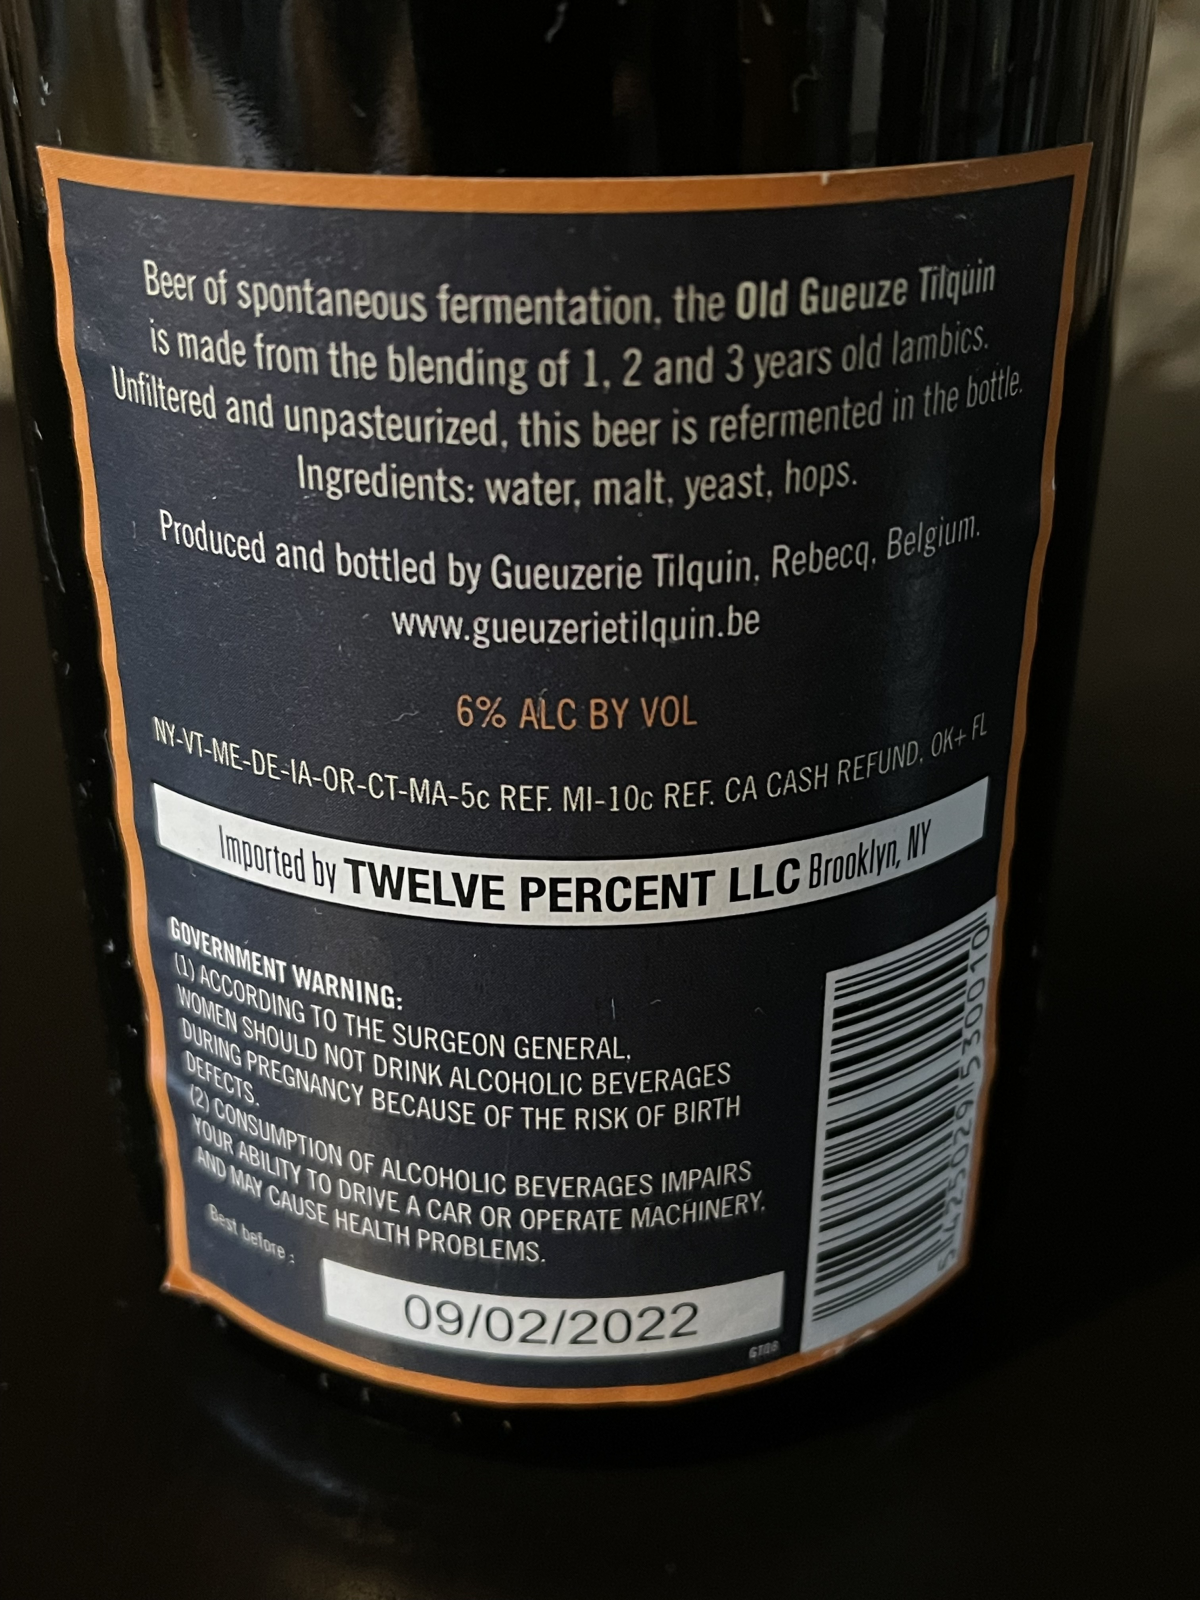 Beer of spontaneous fermentation, the Old Gueuze Tilquin
is made from the blending of 1, 2 and 3 years old lambics.
Unfiltered and unpasteurized, this beer is refermented in the bottle.
Ingredients: water, malt, yeast, hops.
Produced and bottled by Gueuzerie Tilquin, Rebecq, Belgium.
www.gueuzerietilquin.be
6% ALC BY VOL
NY-VT-ME-DE-IA-OR-CT-MA-5c REF. MI-10c REF. CA CASH REFUND, OK+ FL
Imported by TWELVE PERCENT LLC Brooklyn, NY
GOVERNMENT WARNING:
(1) ACCORDING TO THE SURGEON GENERAL,
WOMEN SHOULD NOT DRINK ALCOHOLIC BEVERAGES
DURING PREGNANCY BECAUSE OF THE RISK OF BIRTH
DEFECTS.
(2) CONSUMPTION OF ALCOHOLIC BEVERAGES IMPAIRS
YOUR ABILITY TO DRIVE A CAR OR OPERATE MACHINERY,
AND MAY CAUSE HEALTH PROBLEMS.
Best before :
09/02/2022
5425029530010